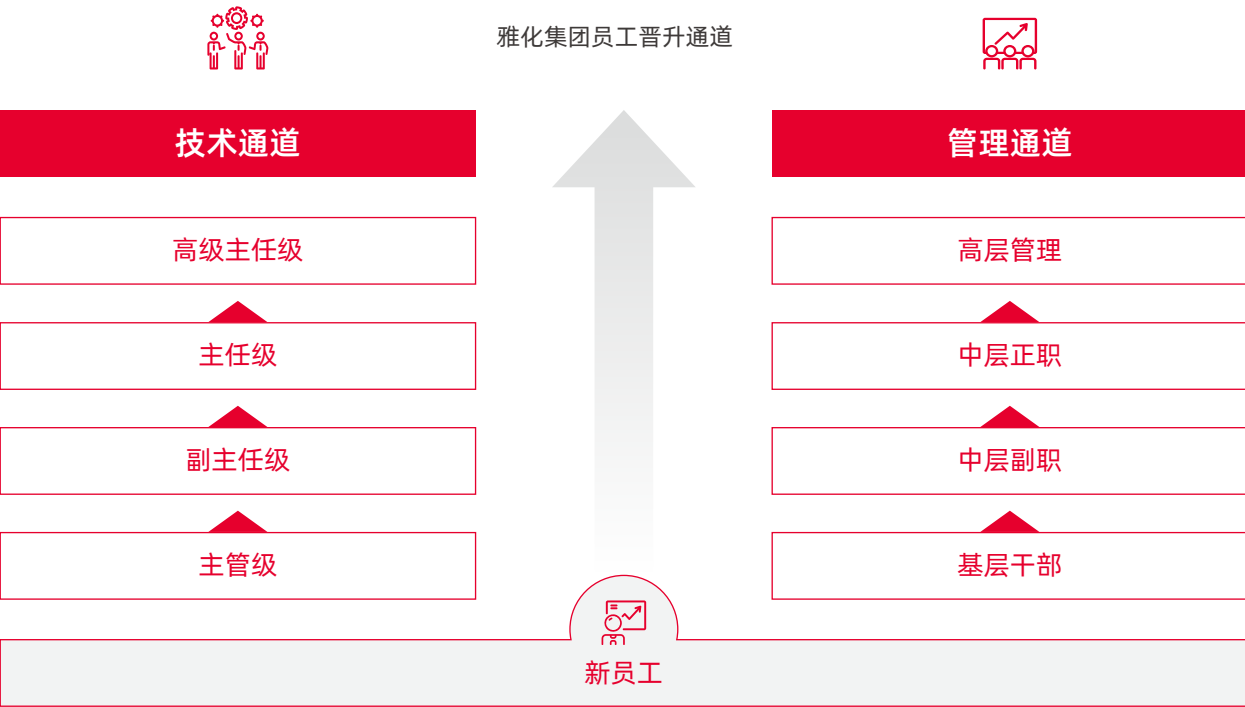 雅化集团员工晋升通道
技术通道
管理通道
高级主任级
高层管理
主任级
中层正职
副主任级
中层副职
主管级
基层干部
新员工